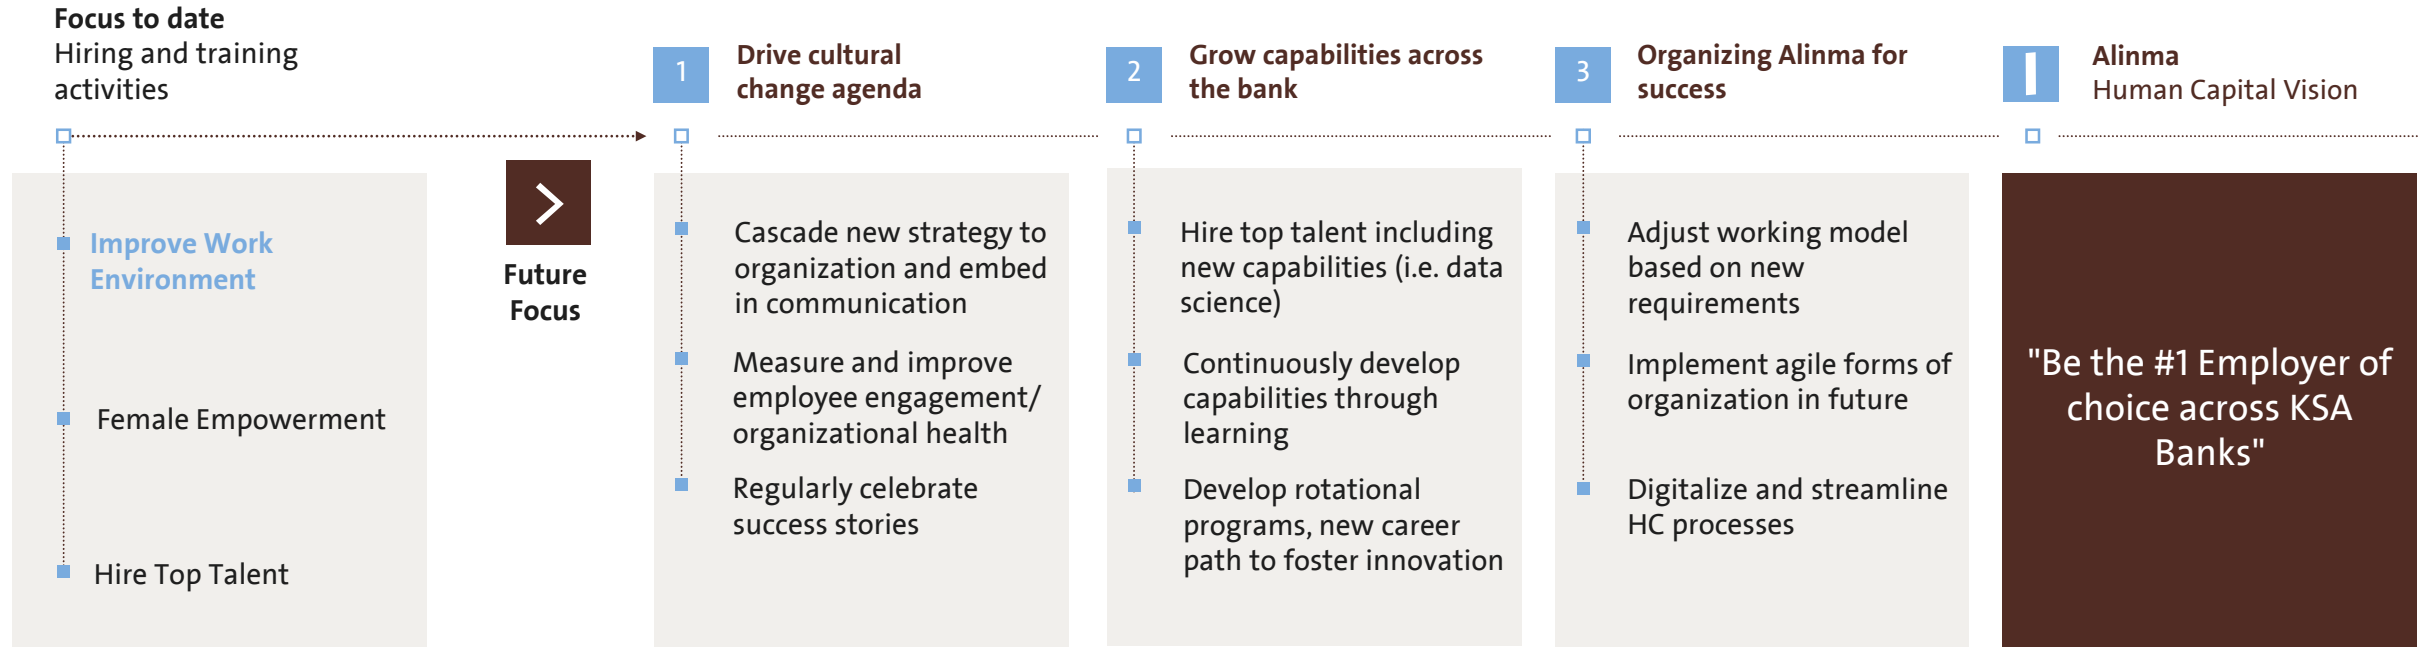 Focus to date
Hiring and training
activities
Improve Work
Environment
Female Empowerment
Hire Top Talent
Future
Focus
1
Drive cultural
change agenda
Cascade new strategy to
organization and embed
in communication
Measure and improve
employee engagement/
organizational health
Regularly celebrate
success stories
2
Grow capabilities across
the bank
Hire top talent including
new capabilities (i.e. data
science)
Continuously develop
capabilities through
learning
Develop rotational
programs, new career
path to foster innovation
3
Organizing Alinma for
success
Adjust working model
based on new
requirements
Implement agile forms of
organization in future
Digitalize and streamline
HC processes
Alinma
Human Capital Vision
"Be the #1 Employer of
choice across KSA
Banks"